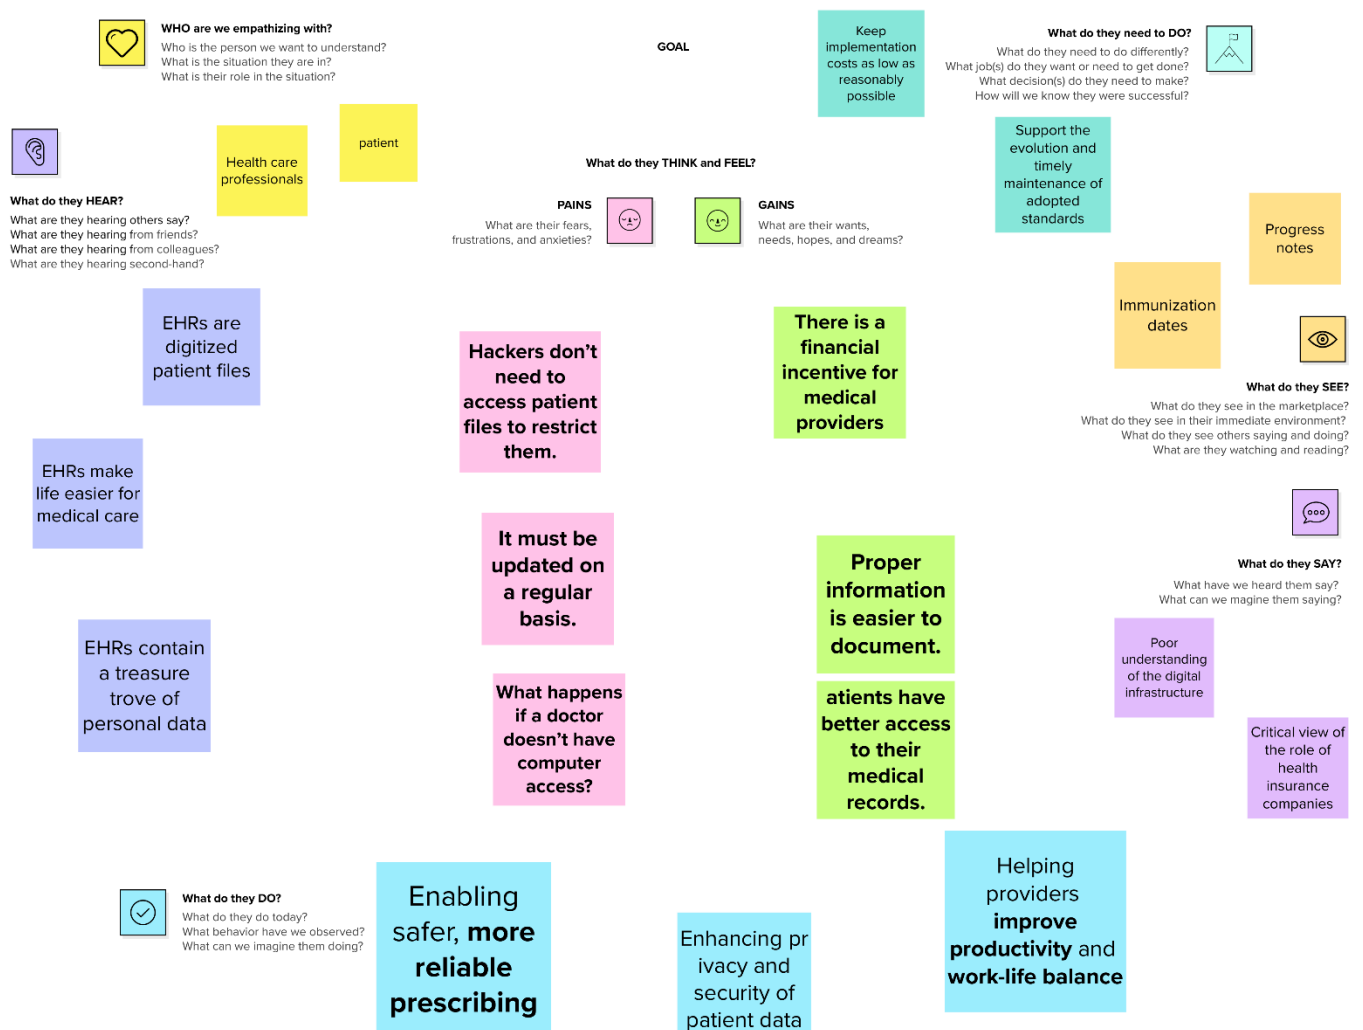 WHO are we empathizing with?
Who is the person we want to understand?
What is the situation they are in?
What is their role in the situation?
Health care
professionals
patient
GOAL
Keep
implementation
costs as low as
reasonably
possible
What do they need to DO?
What do they need to do differently?
What job(s) do they want or need to get done?
What decision(s) do they need to make?
How will we know they were successful?
Support the
evolution and
timely
maintenance of
adopted
standards
What do they HEAR?
What are they hearing others say?
What are they hearing from friends?
What are they hearing from colleagues?
What are they hearing second-hand?
EHRs are
digitized
patient files
EHRs make
life easier for
medical care
EHRs contain
a treasure
trove of
personal data
What do they THINK and FEEL?
PAINS
What are their fears,
frustrations, and anxieties?
GAINS
What are their wants,
needs, hopes, and dreams?
Hackers don’t
need to
access patient
files to restrict
them.
It must be
updated on
a regular
basis.
What happens
if a doctor
doesn’t have
computer
access?
There is a
financial
incentive for
medical
providers
Proper
information
is easier to
document.
atients have
better access
to their
medical
records.
Progress
notes
Immunization
dates
What do they SEE?
What do they see in the marketplace?
What do they see in their immediate environment?
What do they see others saying and doing?
What are they watching and reading?
What do they SAY?
What have we heard them say?
What can we magine them saying?
Poor
understanding
of the digital
infrastructure
Critical view of
the role of
health
insurance
companies
What do they DO?
What do they do today?
What behavior have we observed?
What can we imagine them doing?
Enabling
safer, more
reliable
prescribing
Enhancing pr
ivacy and
security of
patient data
Helping
providers
improve
productivity and
work-life balance